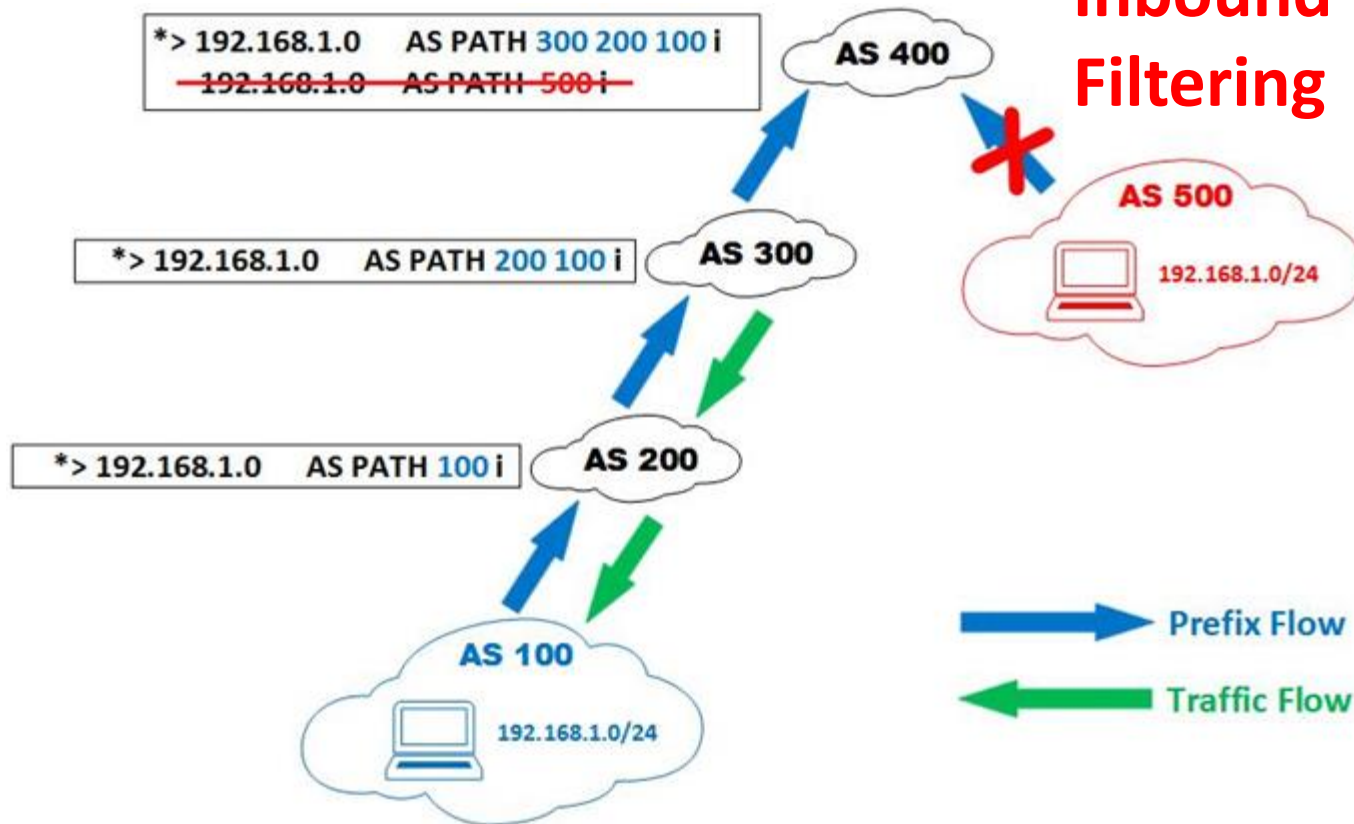 Inbound
Filtering
*> 192.168.1.0 AS PATH 300 200 100 i
192.168.1.0 AS PATH 500 i
AS 400
AS 500
192.168.1.0/24
*> 192.168.1.0 AS PATH 200 100 i
AS 300
*> 192.168.1.0 AS PATH 100 i
AS 200
AS 100
192.168.1.0/24
Prefix Flow
Traffic Flow